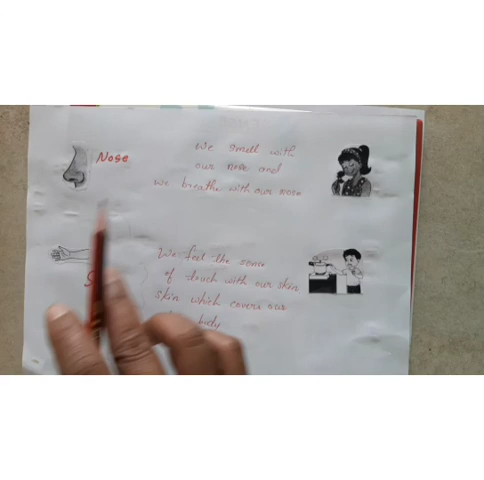 Nose
We smell with
our nose and
we breathe with our nose
We feel the sense
of touch with our skin
skin which covers our
body